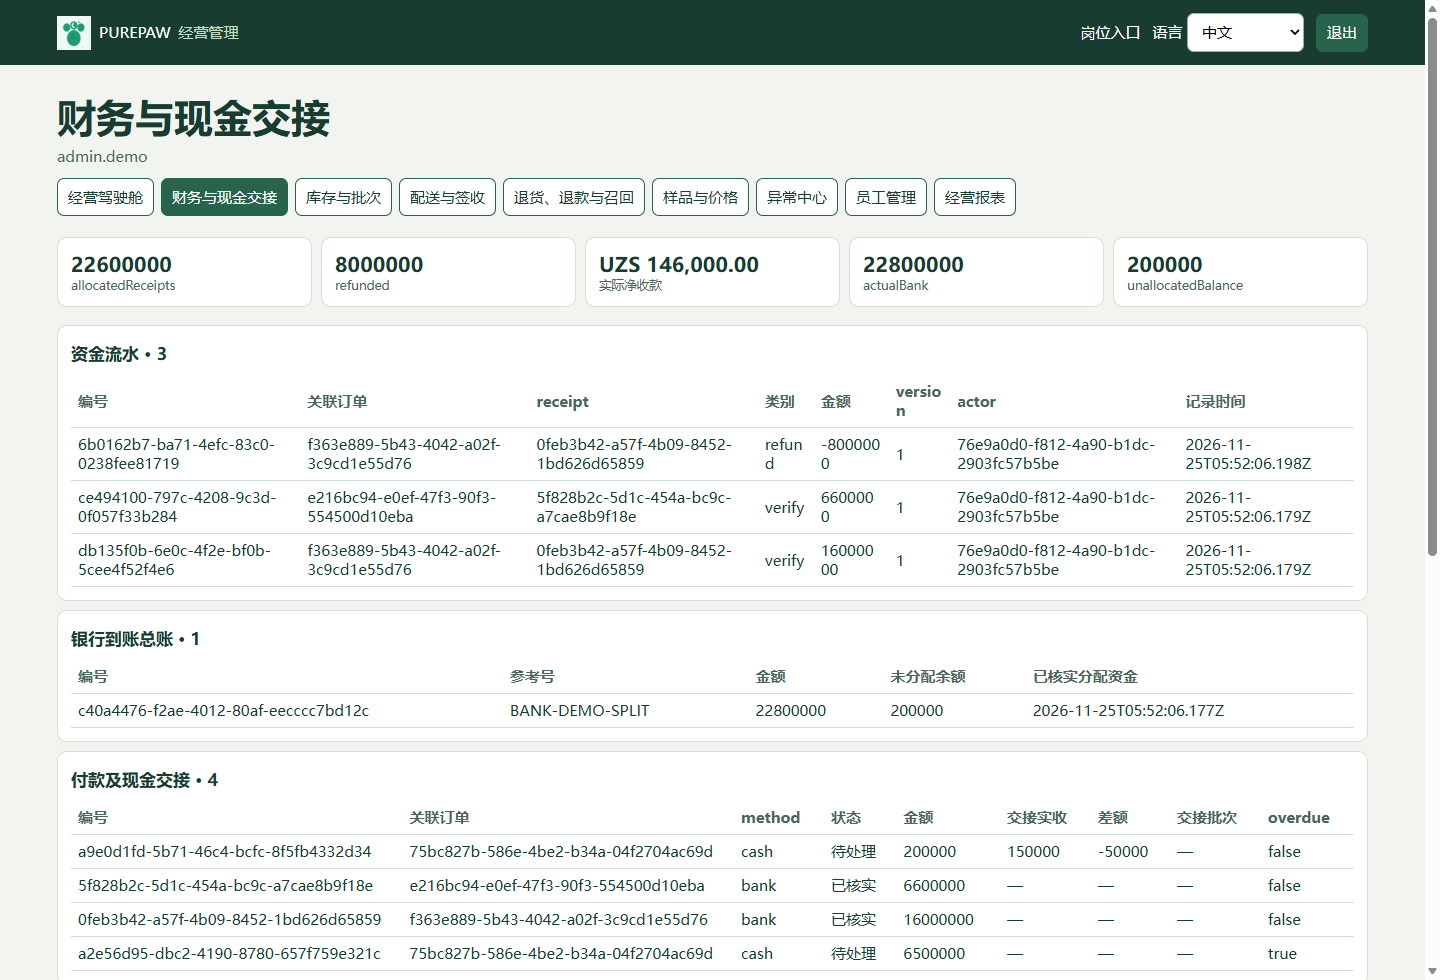 PUREPAW 经营管理
岗位入口 语言 中文 退出
财务与现金交接
admin.demo
经营驾驶舱 财务与现金交接 库存与批次 配送与签收 退货、退款与召回 样品与价格 异常中心 员工管理 经营报表
22600000
allocatedReceipts
8000000
refunded
UZS 146,000.00
实际净收款
22800000
actualBank
200000
unallocatedBalance
资金流水 • 3
编号 关联订单 receipt 类别 金额 versio
n actor 记录时间
6b0162b7-ba71-4efc-83c0-
0238fee81719 f363e889-5b43-4042-a02f-
3c9cd1e55d76 0feb3b42-a57f-4b09-8452-
1bd626d65859 refun
d -800000
0 1 76e9a0d0-f812-4a90-b1dc-
2903fc57b5be 2026-11-
25T05:52:06.198Z
ce494100-797c-4208-9c3d-
0f057f33b284 e216bc94-e0ef-47f3-90f3-
554500d10eba 5f828b2c-5d1c-454a-bc9c-
a7cae8b9f18e verify 660000
0 1 76e9a0d0-f812-4a90-b1dc-
2903fc57b5be 2026-11-
25T05:52:06.179Z
db135f0b-6e0c-4f2e-bf0b-
5cee4f52f4e6 f363e889-5b43-4042-a02f-
3c9cd1e55d76 0feb3b42-a57f-4b09-8452-
1bd626d65859 verify 160000
00 1 76e9a0d0-f812-4a90-b1dc-
2903fc57b5be 2026-11-
25T05:52:06.179Z
银行到账总账 • 1
编号 参考号 金额 未分配余额 已核实分配资金
c40a4476-f2ae-4012-80af-eecccc7bd12c BANK-DEMO-SPLIT 22800000 200000 2026-11-25T05:52:06.177Z
付款及现金交接 • 4
编号 关联订单 method 状态 金额 交接实收 差额 交接批次 overdue
a9e0d1fd-5b71-46c4-bcfc-8f5fb4332d34 75bc827b-586e-4be2-b34a-04f2704ac69d cash 待处理 200000 150000 -50000 — false
5f828b2c-5d1c-454a-bc9c-a7cae8b9f18e e216bc94-e0ef-47f3-90f3-554500d10eba bank 已核实 6600000 — — — false
0feb3b42-a57f-4b09-8452-1bd626d65859 f363e889-5b43-4042-a02f-3c9cd1e55d76 bank 已核实 16000000 — — — false
a2e56d95-dbc2-4190-8780-657f759e321c 75bc827b-586e-4be2-b34a-04f2704ac69d cash 待处理 6500000 — — — true